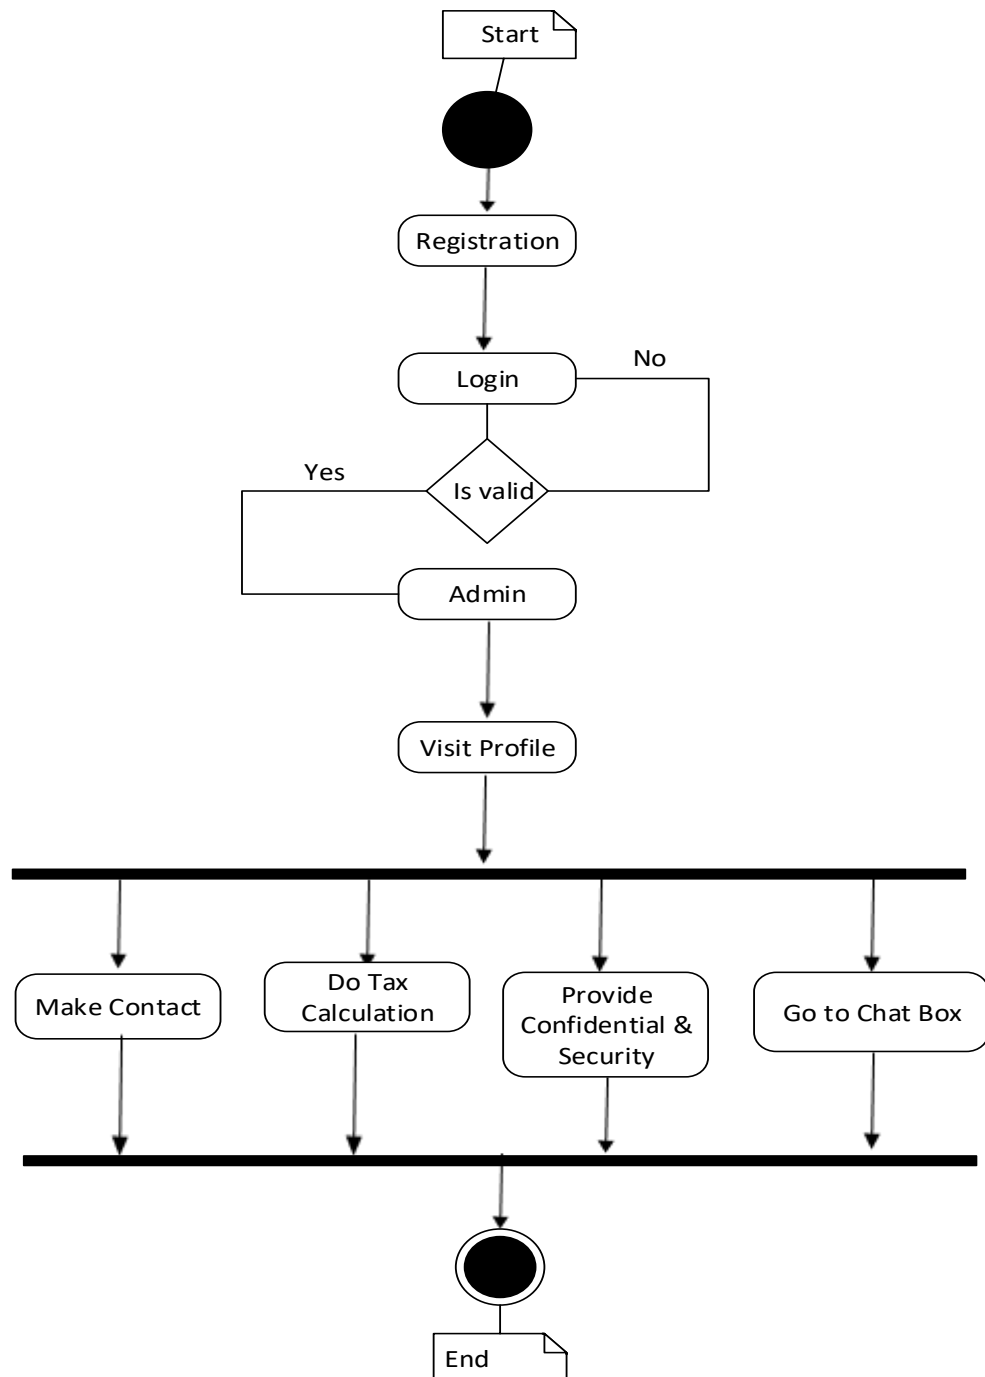 Start
Registration
Login
No
Yes
Is valid
Admin
Visit Profile
Make Contact
Do Tax
Calculation
Provide
Confidential &
Security
Go to Chat Box
End